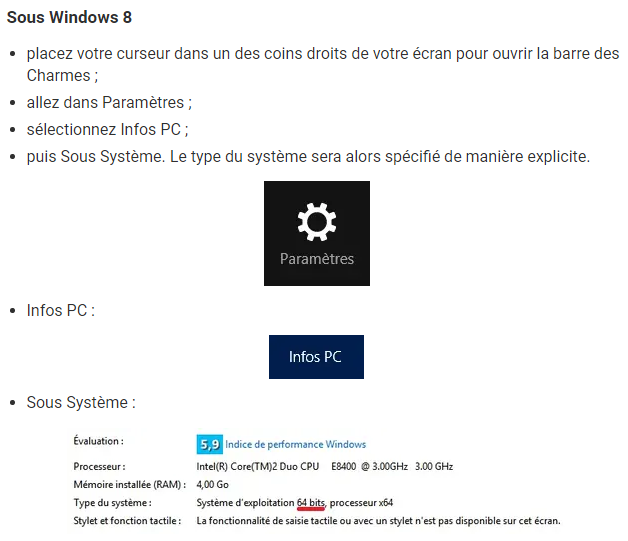 Sous Windows 8
placez votre curseur dans un des coins droits de votre écran pour ouvrir la barre des
Charmes ;
allez dans Paramètres ;
sélectionnez Infos PC ;
puis Sous Système. Le type du système sera alors spécifié de manière explicite.
Paramètres
Infos PC :
Infos PC
Sous Système :
Évaluation : 5,9 Indice de performance Windows
Processeur : Intel(R) Core(TM)2 Duo CPU E8400 @ 3.00GHz 3.00 GHz
Mémoire installée (RAM) : 4,00 Go
Type du système : Système d'exploitation 64 bits, processeur x64
Stylet et fonction tactile : La fonctionnalité de saisie tactile ou avec un stylet n'est pas disponible sur cet écran.